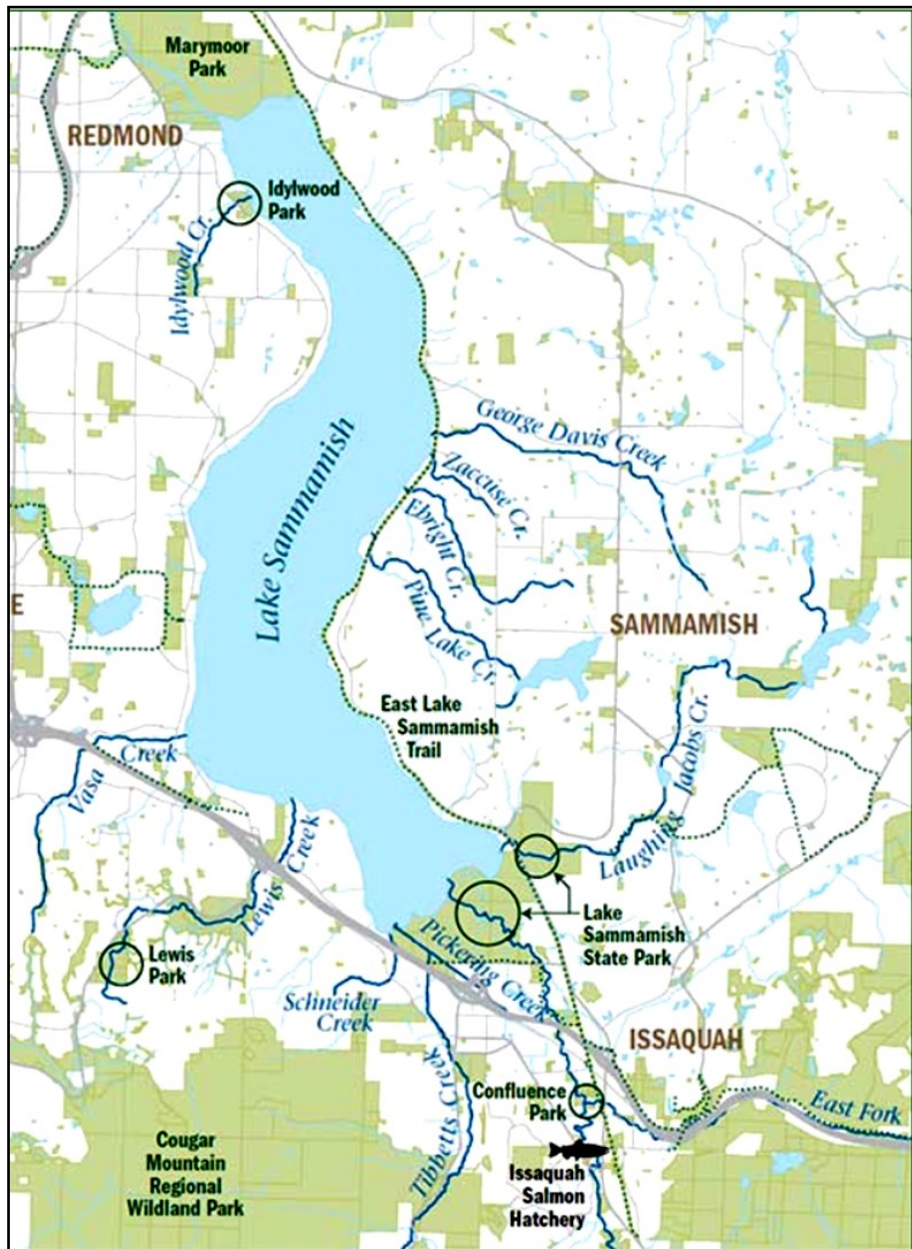 Marymoor
Park
REDMOND
Idylwood
Park
Idylwood Cr.
George Davis Creek
Zaccuse Cr.
Ebright Cr.
Lake Sammamish
Pine Lake Cr.
E
SAMMAMISH
East Lake
Sammamish
Trail
Vasa Creek
Laughing Jacobs Cr.
Lewis Creek
Lake
Sammamish
State Park
Lewis
Park
Pickering Creek
Schneider
Creek
ISSAQUAH
Tibbetts Creek
Confluence
Park
East Fork
Cougar
Mountain
Regional
Wildland Park
Issaquah
Salmon
Hatchery